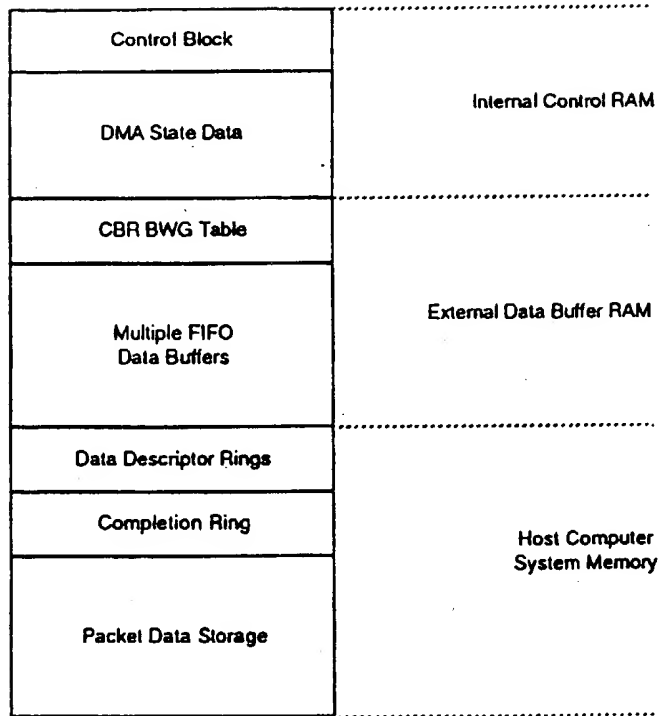 Control Block
Internal Control RAM
DMA State Data
CBR BWG Table
External Data Buffer RAM
Multiple FIFO
Data Buffers
Data Descriptor Rings
Completion Ring
Host Computer
System Memory
Packet Data Storage